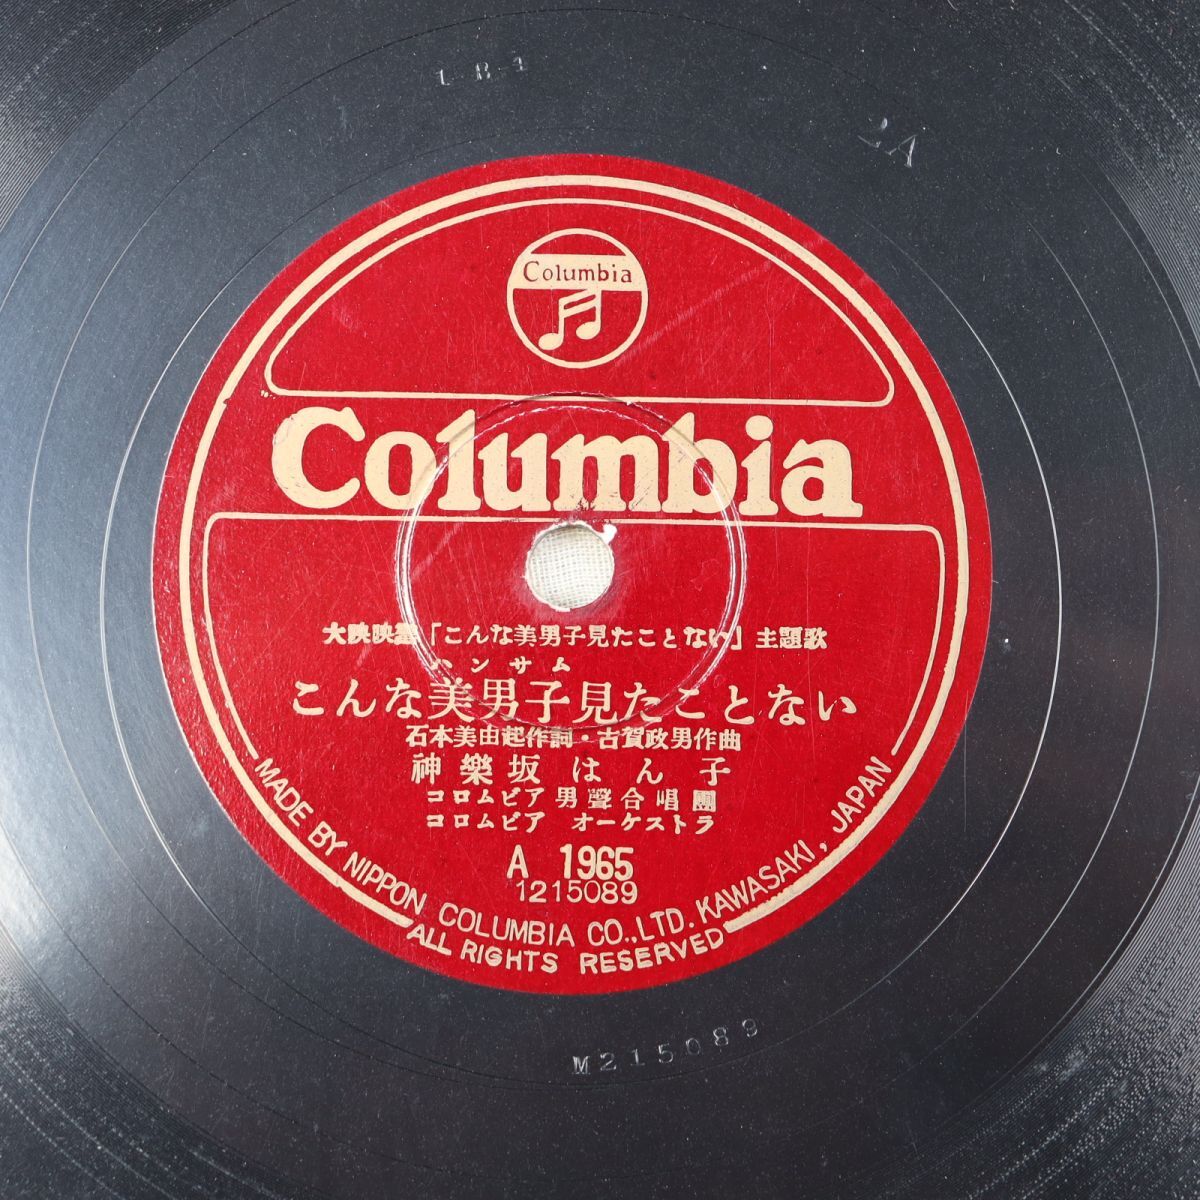 1-B-1
2A
Columbia
Columbia
大映映畫「こんな美男子見たことない」主題歌
ハンサム
こんな美男子見たことない
石本美由起作詞・古賀政男作曲
神樂坂はん子
コロムビア男聲合唱團
コロムビア オーケストラ
A 1965
1215089
MADE BY NIPPON COLUMBIA CO.,LTD. KAWASAKI, JAPAN
ALL RIGHTS RESERVED
M215089